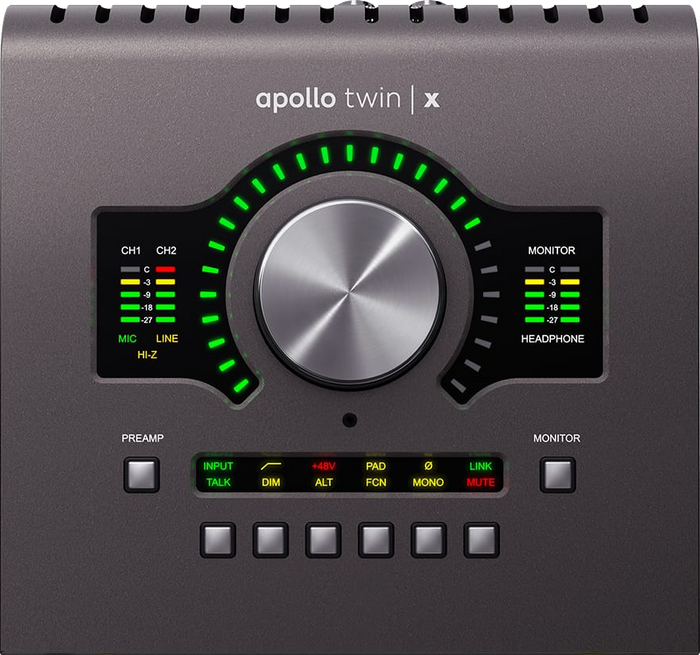 apollo twin | x
CH1 CH2
C
-3
-9
-18
-27
MIC LINE
HI-Z
MONITOR
C
-3
-9
-18
-27
HEADPHONE
PREAMP
MONITOR
INPUT +48V PAD Ø LINK
TALK DIM ALT FCN MONO MUTE